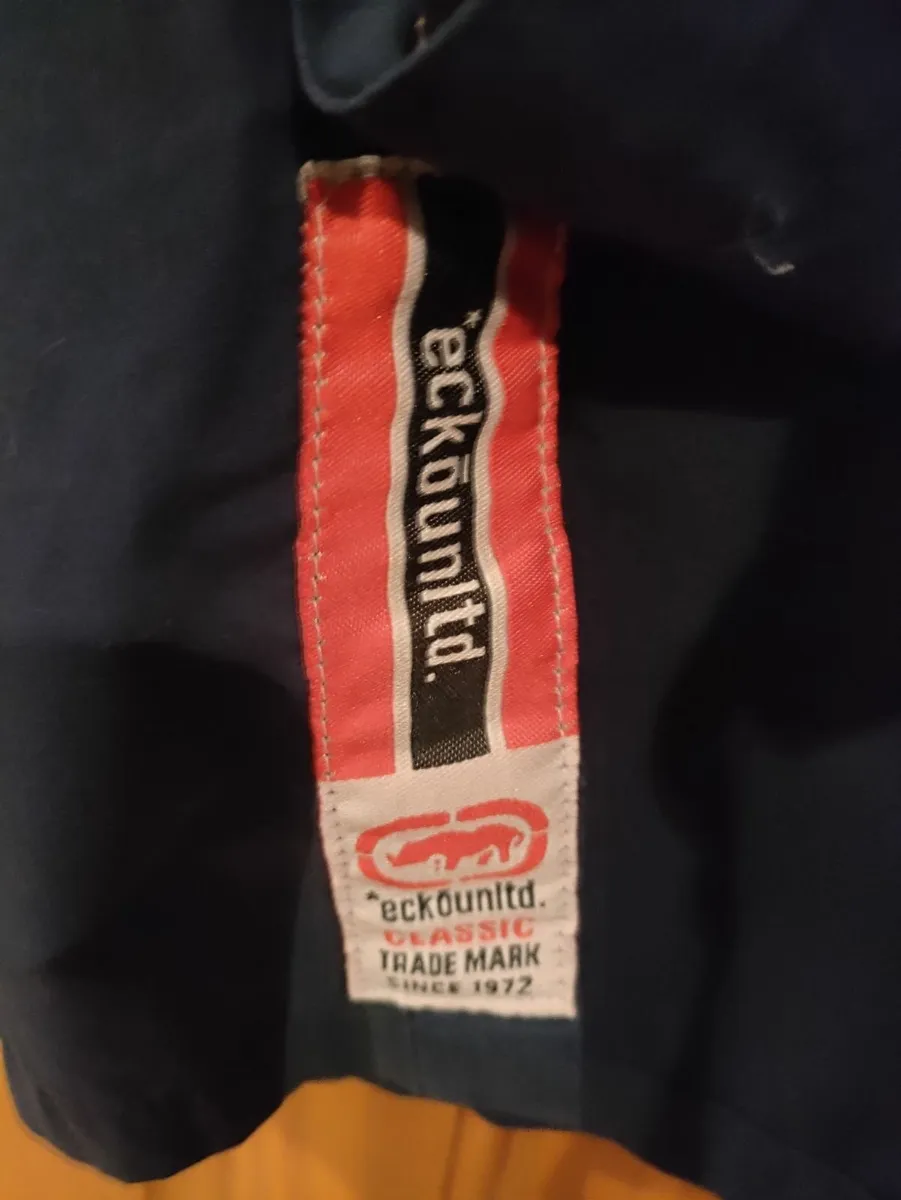 *eckōunltd.
*eckōunltd.
CLASSIC
TRADE MARK
SINCE 1972